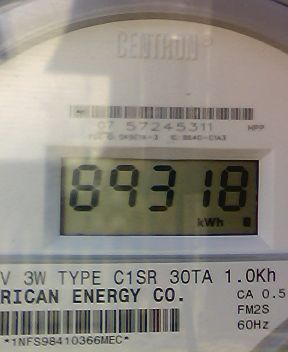 CENTRON®
07 57245311 MPP
89318
kWh
V 3W TYPE C1SR 30TA 1.0Kh
RICAN ENERGY CO. CA 0.5
FM2S
60Hz
*1NFS98410366MEC*